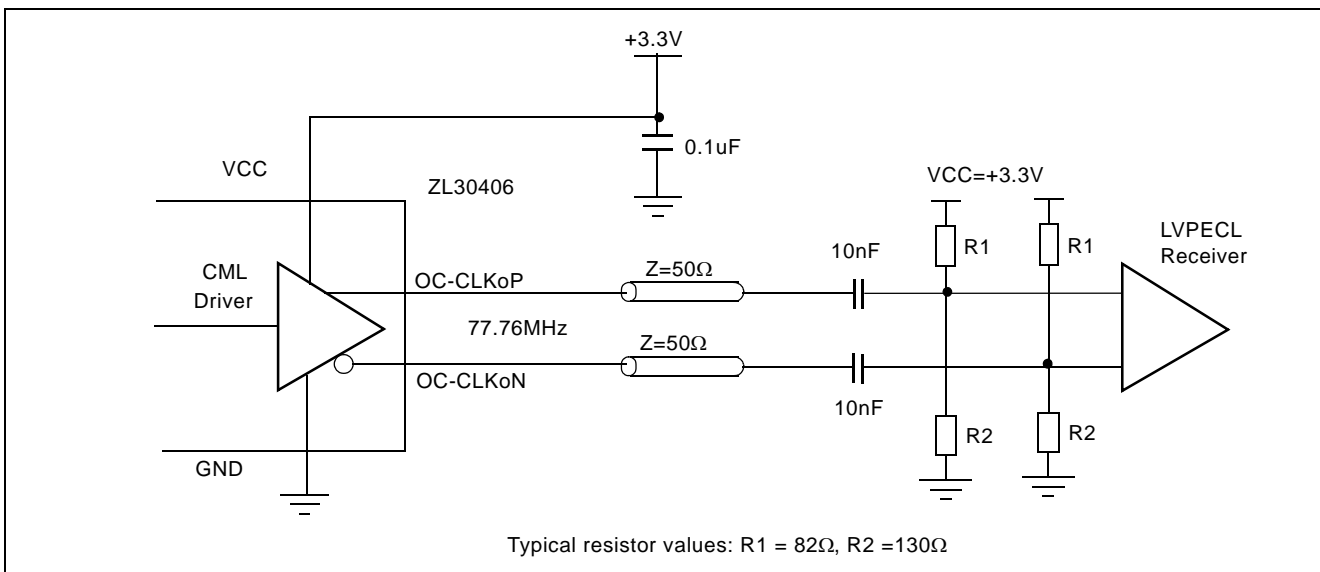 +3.3V
0.1uF
VCC
ZL30406
VCC=+3.3V
R1
R1
LVPECL
Receiver
10nF
CML
Driver
OC-CLKoP
Z=50Ω
77.76MHz
Z=50Ω
OC-CLKoN
10nF
R2
R2
GND
Typical resistor values: R1 = 82Ω, R2 =130Ω